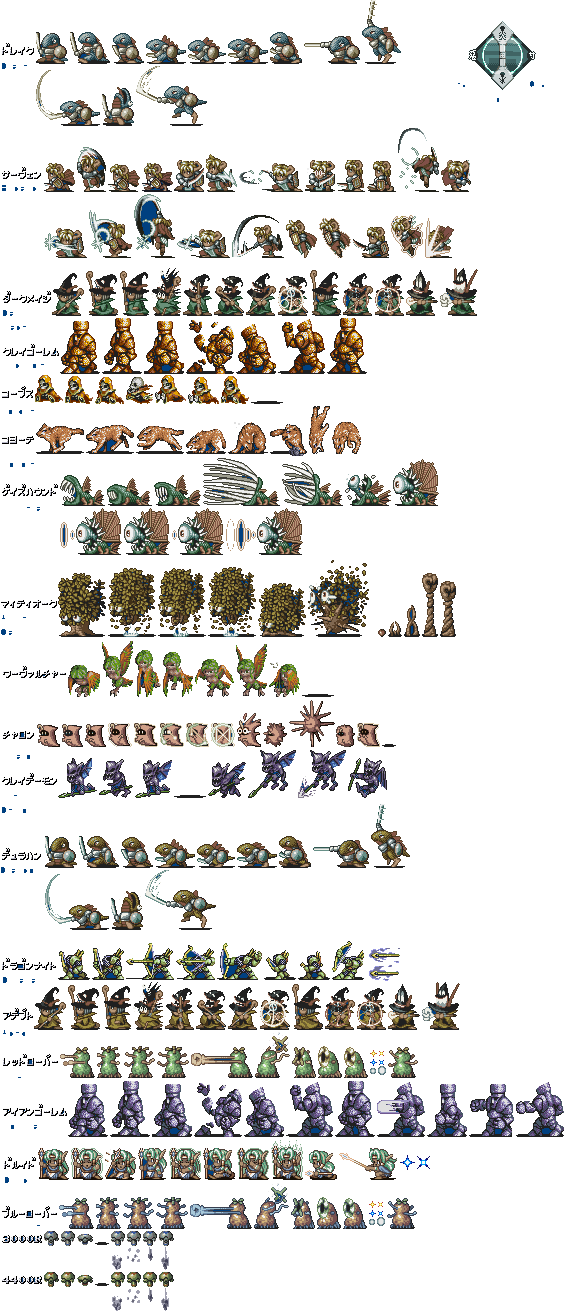 ドレイク
サーヴェン
ダークメイジ
クレイゴーレム
コープス
コヨーテ
ゲイズハウンド
マイティオーク
ワーヴァルチャー
チャヨン
クレイデーモン
デュラハン
ドラゴンナイト
アデプト
レッドローパー
アイアンゴーレム
ドルイド
ブルーローパー
3000R
4400R